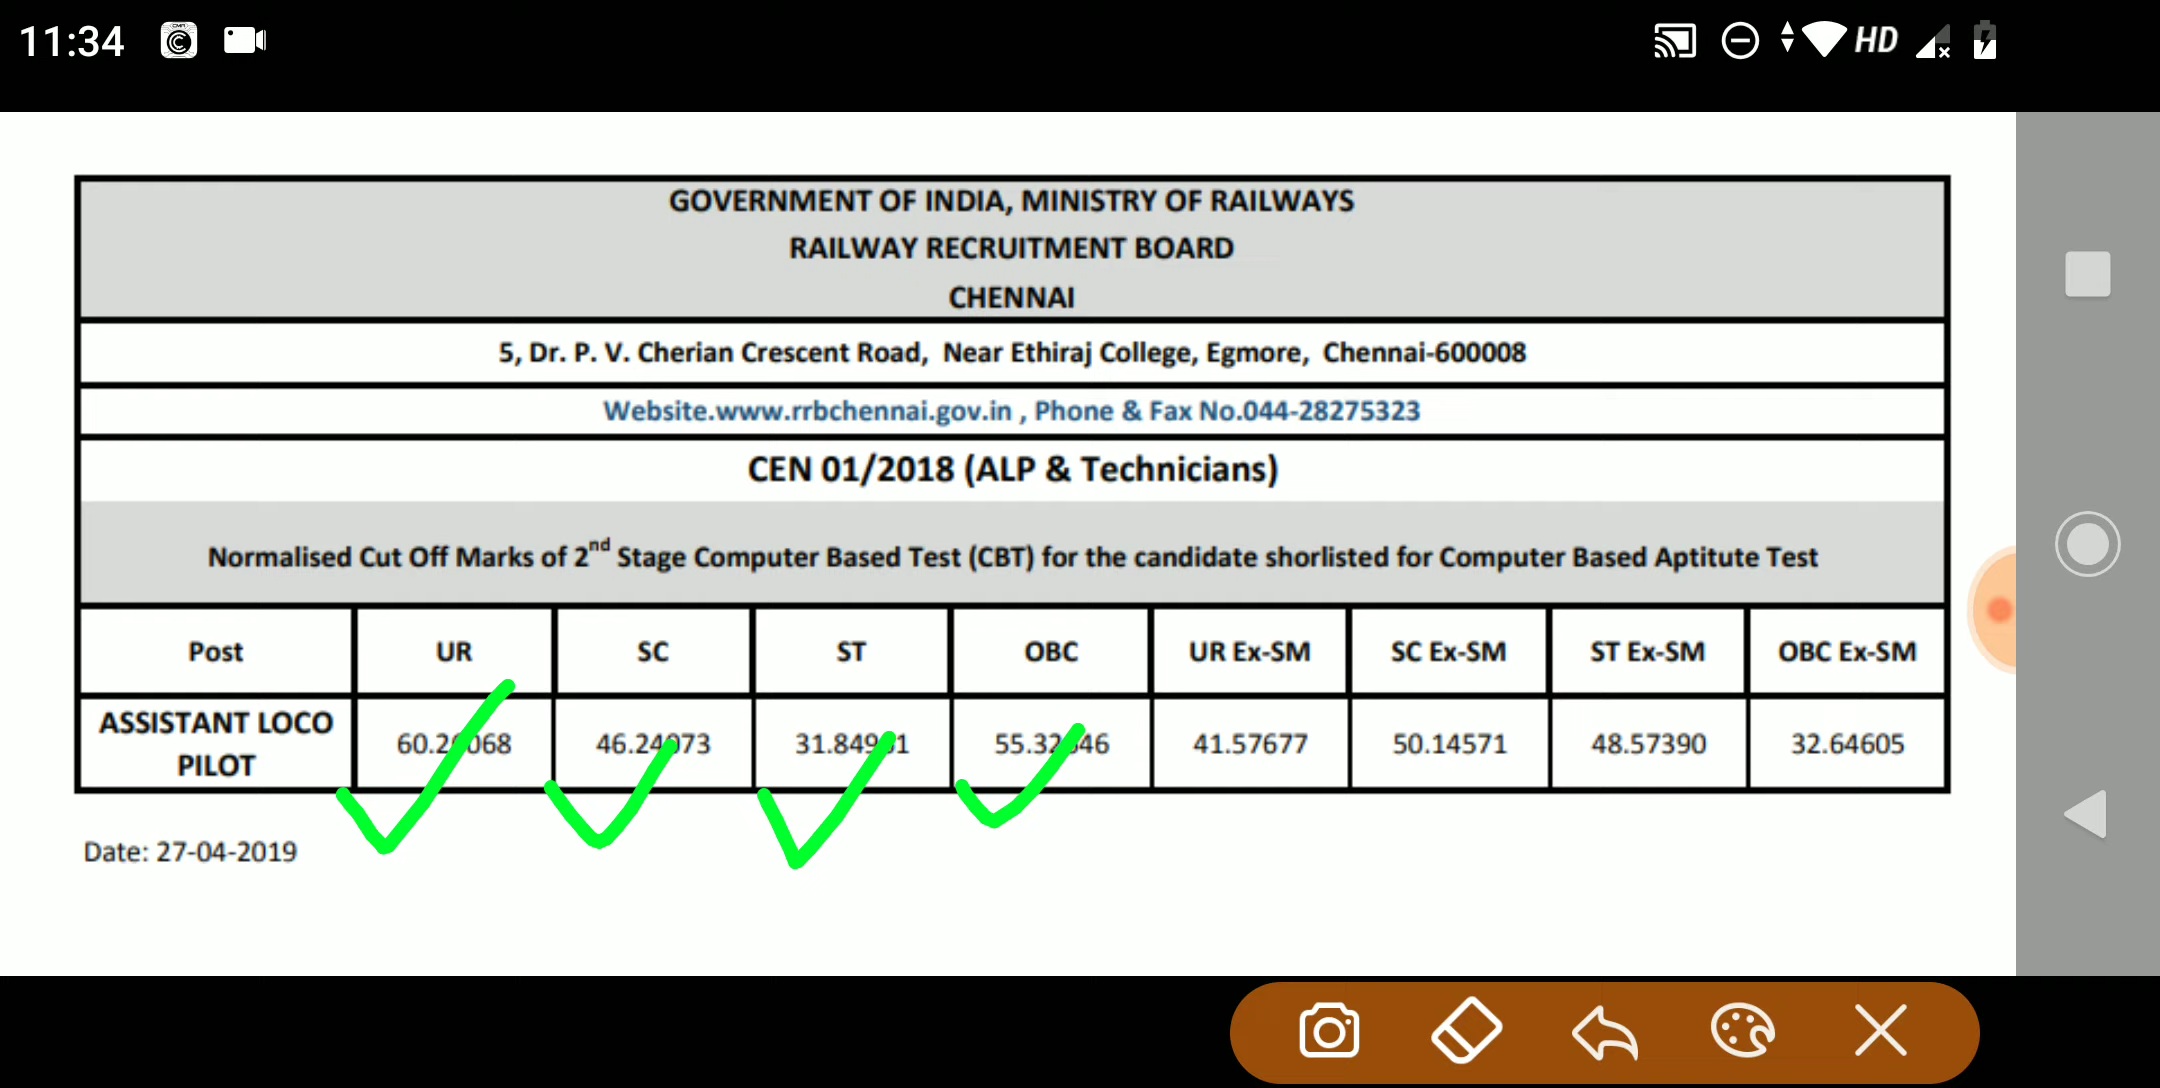 11:34
HD
GOVERNMENT OF INDIA, MINISTRY OF RAILWAYS
RAILWAY RECRUITMENT BOARD
CHENNAI
5, Dr. P. V. Cherian Crescent Road, Near Ethiraj College, Egmore, Chennai-600008
Website.www.rrbchennai.gov.in , Phone & Fax No.044-28275323
CEN 01/2018 (ALP & Technicians)
Normalised Cut Off Marks of 2nd Stage Computer Based Test (CBT) for the candidate shorlisted for Computer Based Aptitute Test
Post UR SC ST OBC UR Ex-SM SC Ex-SM ST Ex-SM OBC Ex-SM
ASSISTANT LOCO PILOT 41.57677 50.14571 48.57390 32.64605
Date: 27-04-2019